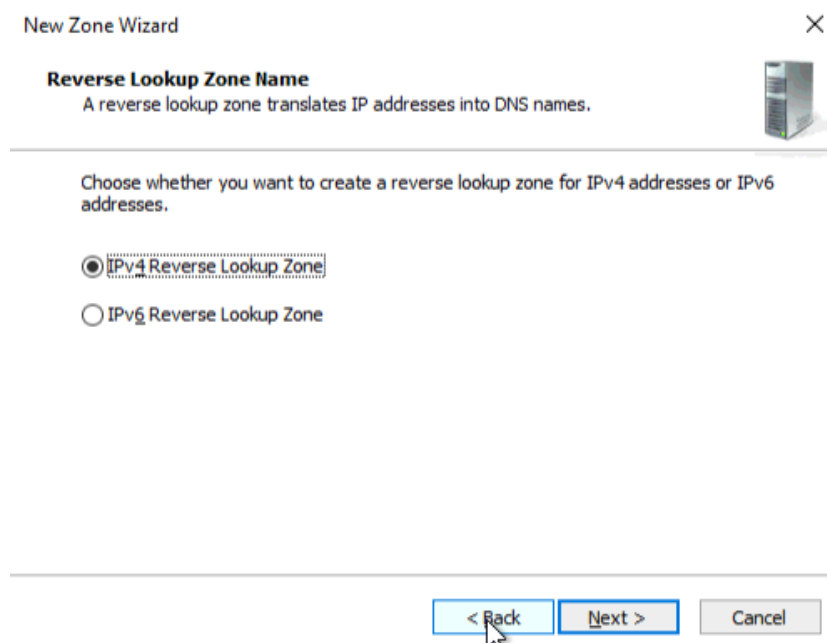 New Zone Wizard
Reverse Lookup Zone Name
A reverse lookup zone translates IP addresses into DNS names.
Choose whether you want to create a reverse lookup zone for IPv4 addresses or IPv6
addresses.
IPv4 Reverse Lookup Zone
IPv6 Reverse Lookup Zone
< Back Next > Cancel